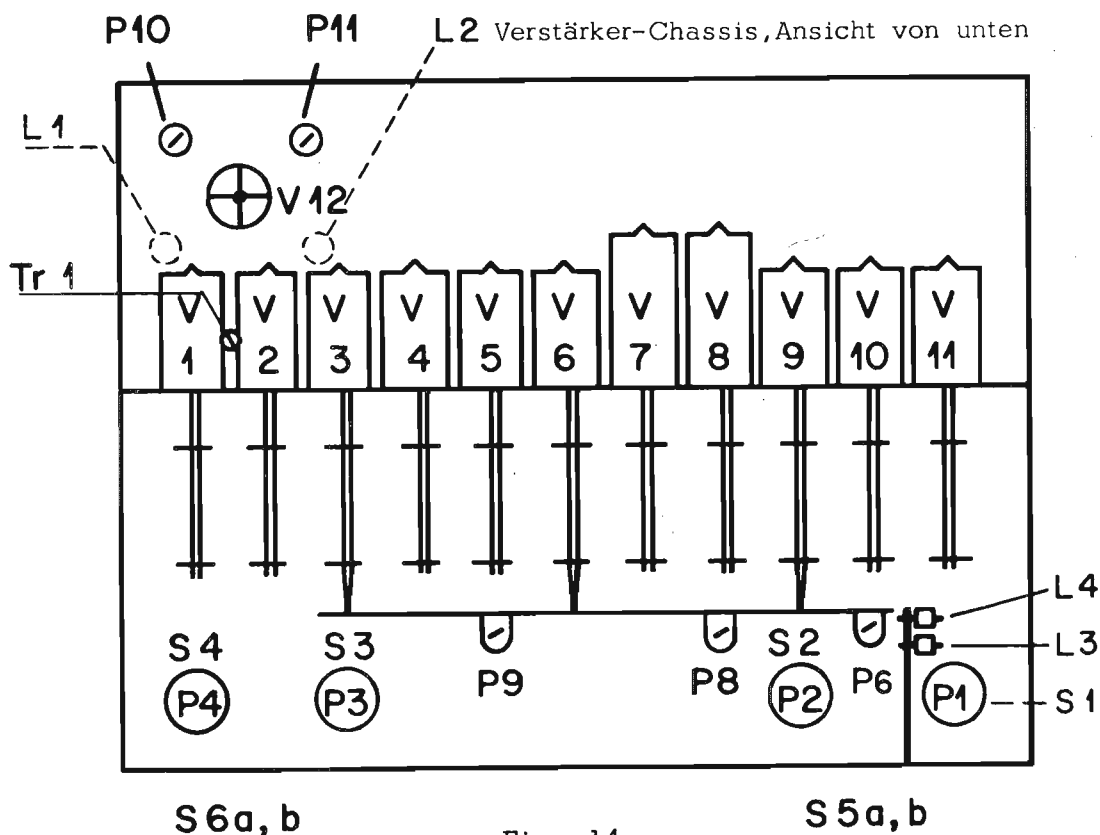 P10 P11 L2 Verstärker-Chassis, Ansicht von unten
L1
V12
Tr 1
V V V V V V V V V V V
1 2 3 4 5 6 7 8 9 10 11
L4
S4 S3 S2 L3
P9 P8 P6
P4 P3 P2 P1 S1
S6a, b S5a, b